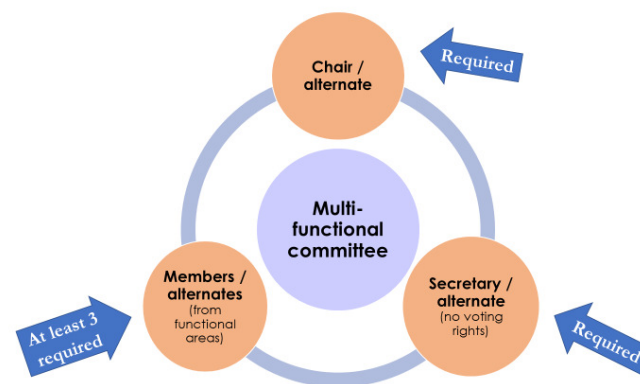 Chair /
alternate
Required
Multi-
functional
committee
Members /
alternates
(from
functional
areas)
At least 3
required
Secretary /
alternate
(no voting
rights)
Required